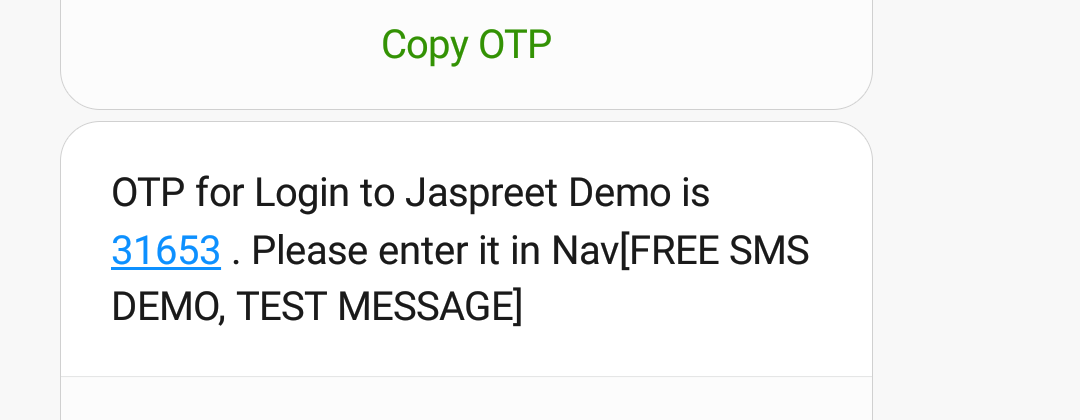 Copy OTP
OTP for Login to Jaspreet Demo is
31653 . Please enter it in Nav[FREE SMS
DEMO, TEST MESSAGE]